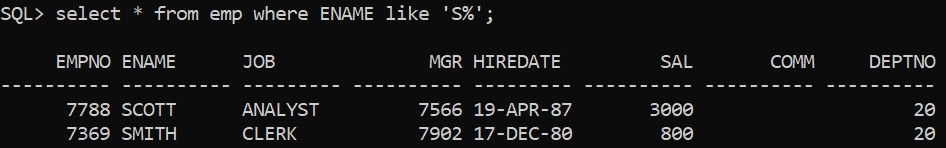 SQL> select * from emp where ENAME like 'S%';
     EMPNO ENAME      JOB              MGR HIREDATE         SAL       COMM     DEPTNO
---------- ---------- --------- ---------- --------- ---------- ---------- ----------
      7788 SCOTT      ANALYST         7566 19-APR-87       3000                    20
      7369 SMITH      CLERK           7902 17-DEC-80        800                    20